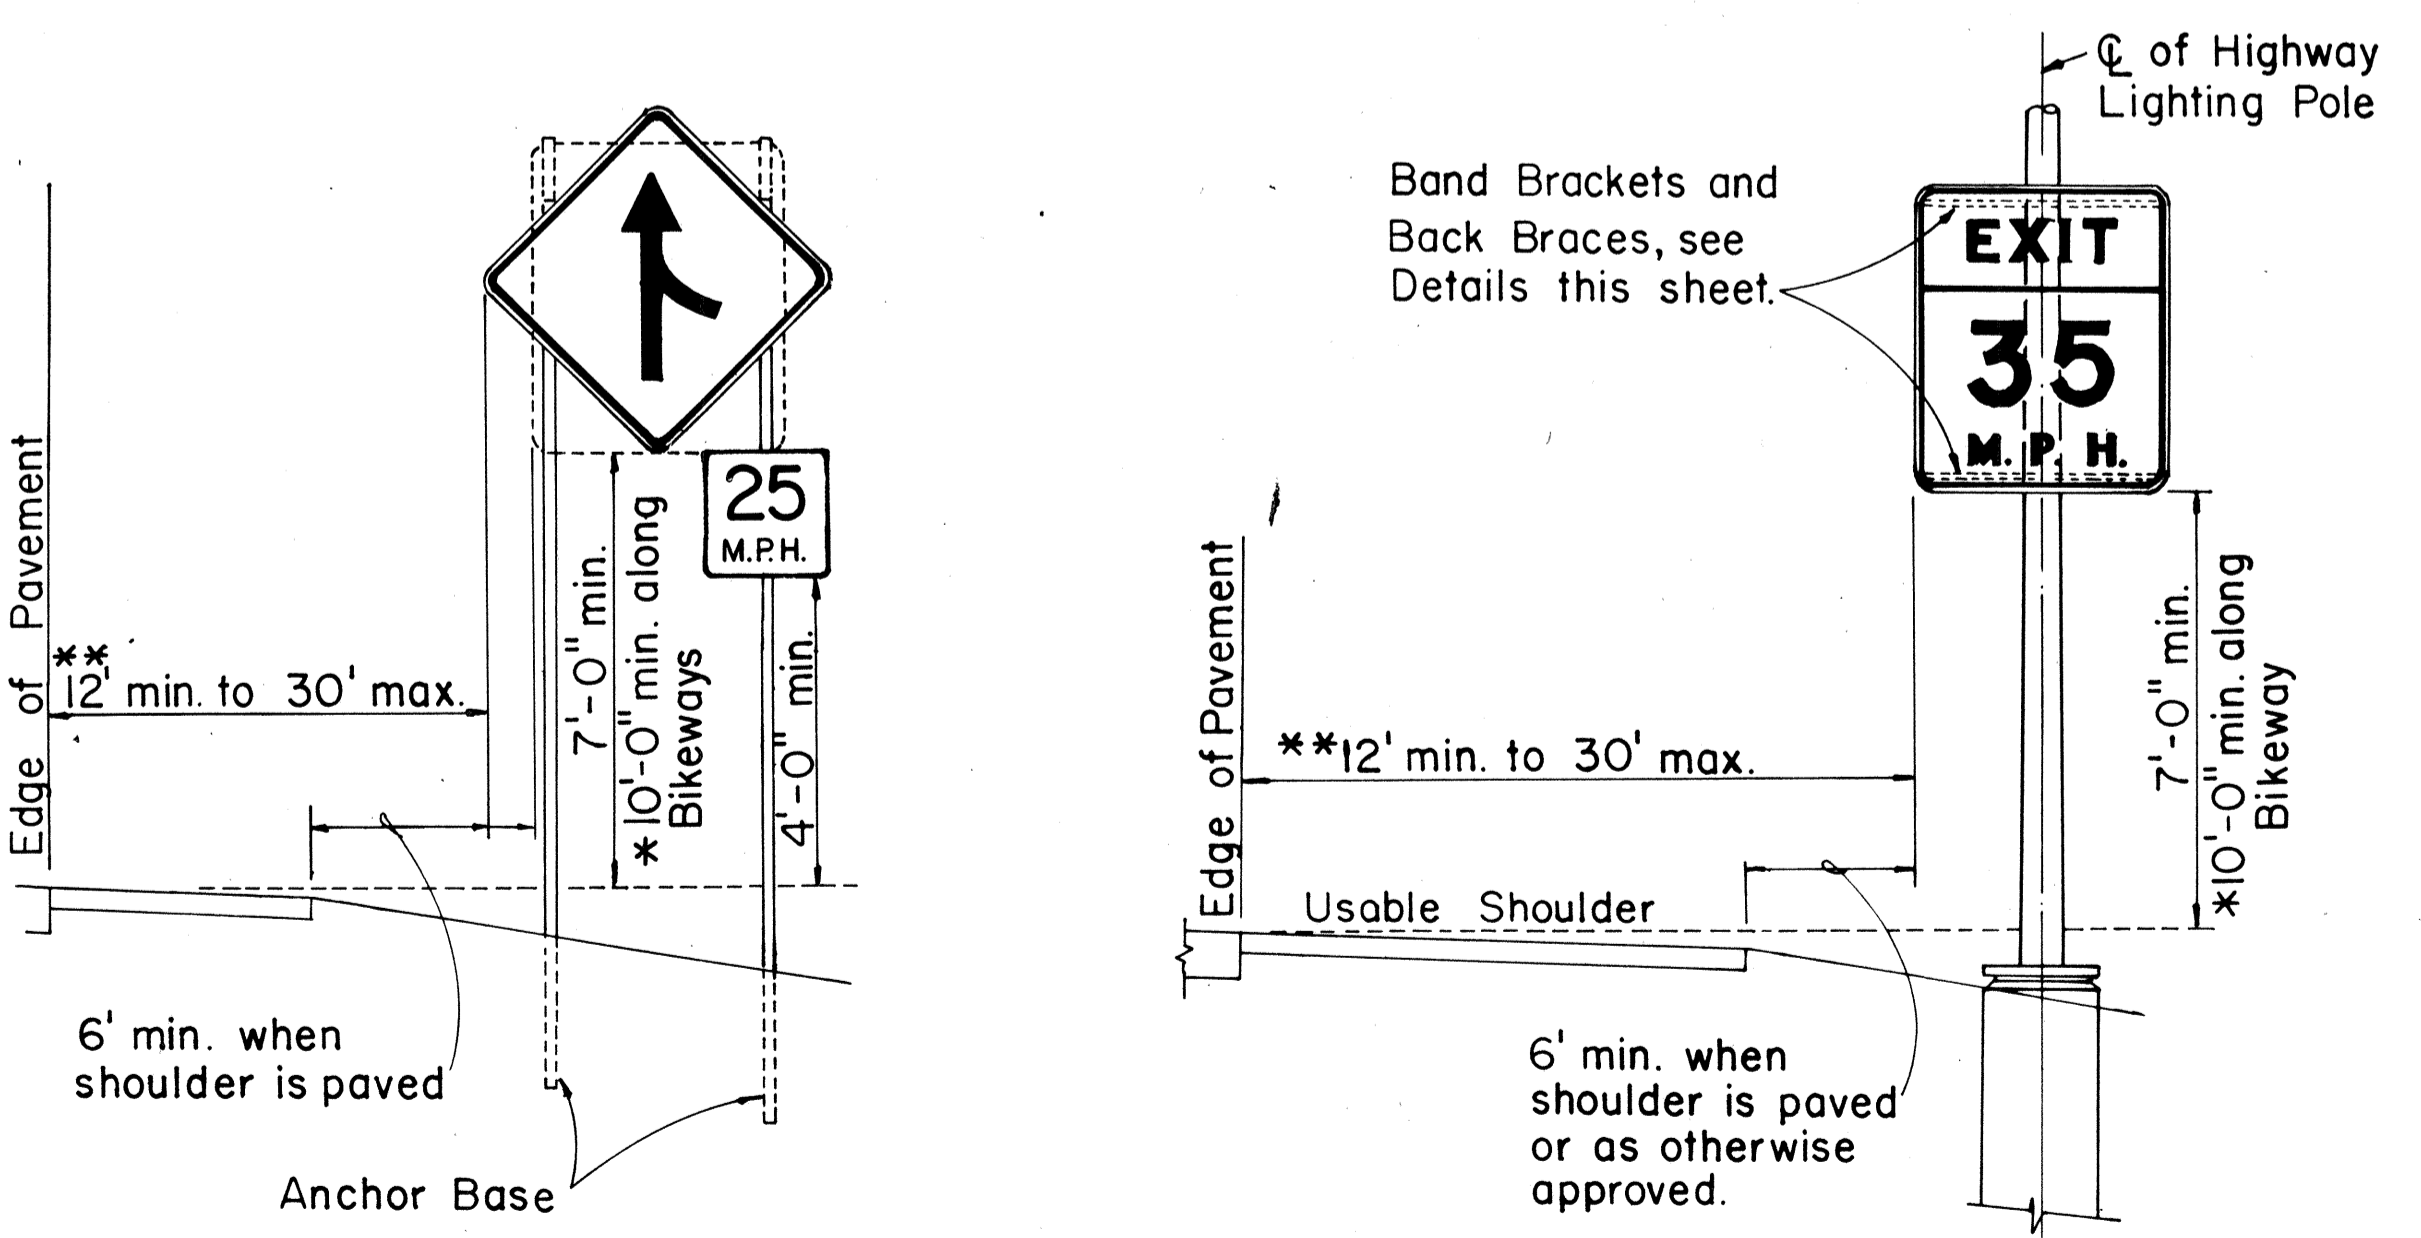 Edge of Pavement
**
12' min. to 30' max.
6' min. when
shoulder is paved
Anchor Base
7'-0" min.
*10'-0" min. along
Bikeways
25
M.P.H.
4'-0" min.
℄ of Highway
Lighting Pole
Band Brackets and
Back Braces, see
Details this sheet.
EXIT
35
M.P.H.
Edge of Pavement
**12' min. to 30' max.
Usable Shoulder
6' min. when
shoulder is paved
or as otherwise
approved.
7'-0" min.
*10'-0" min. along
Bikeway